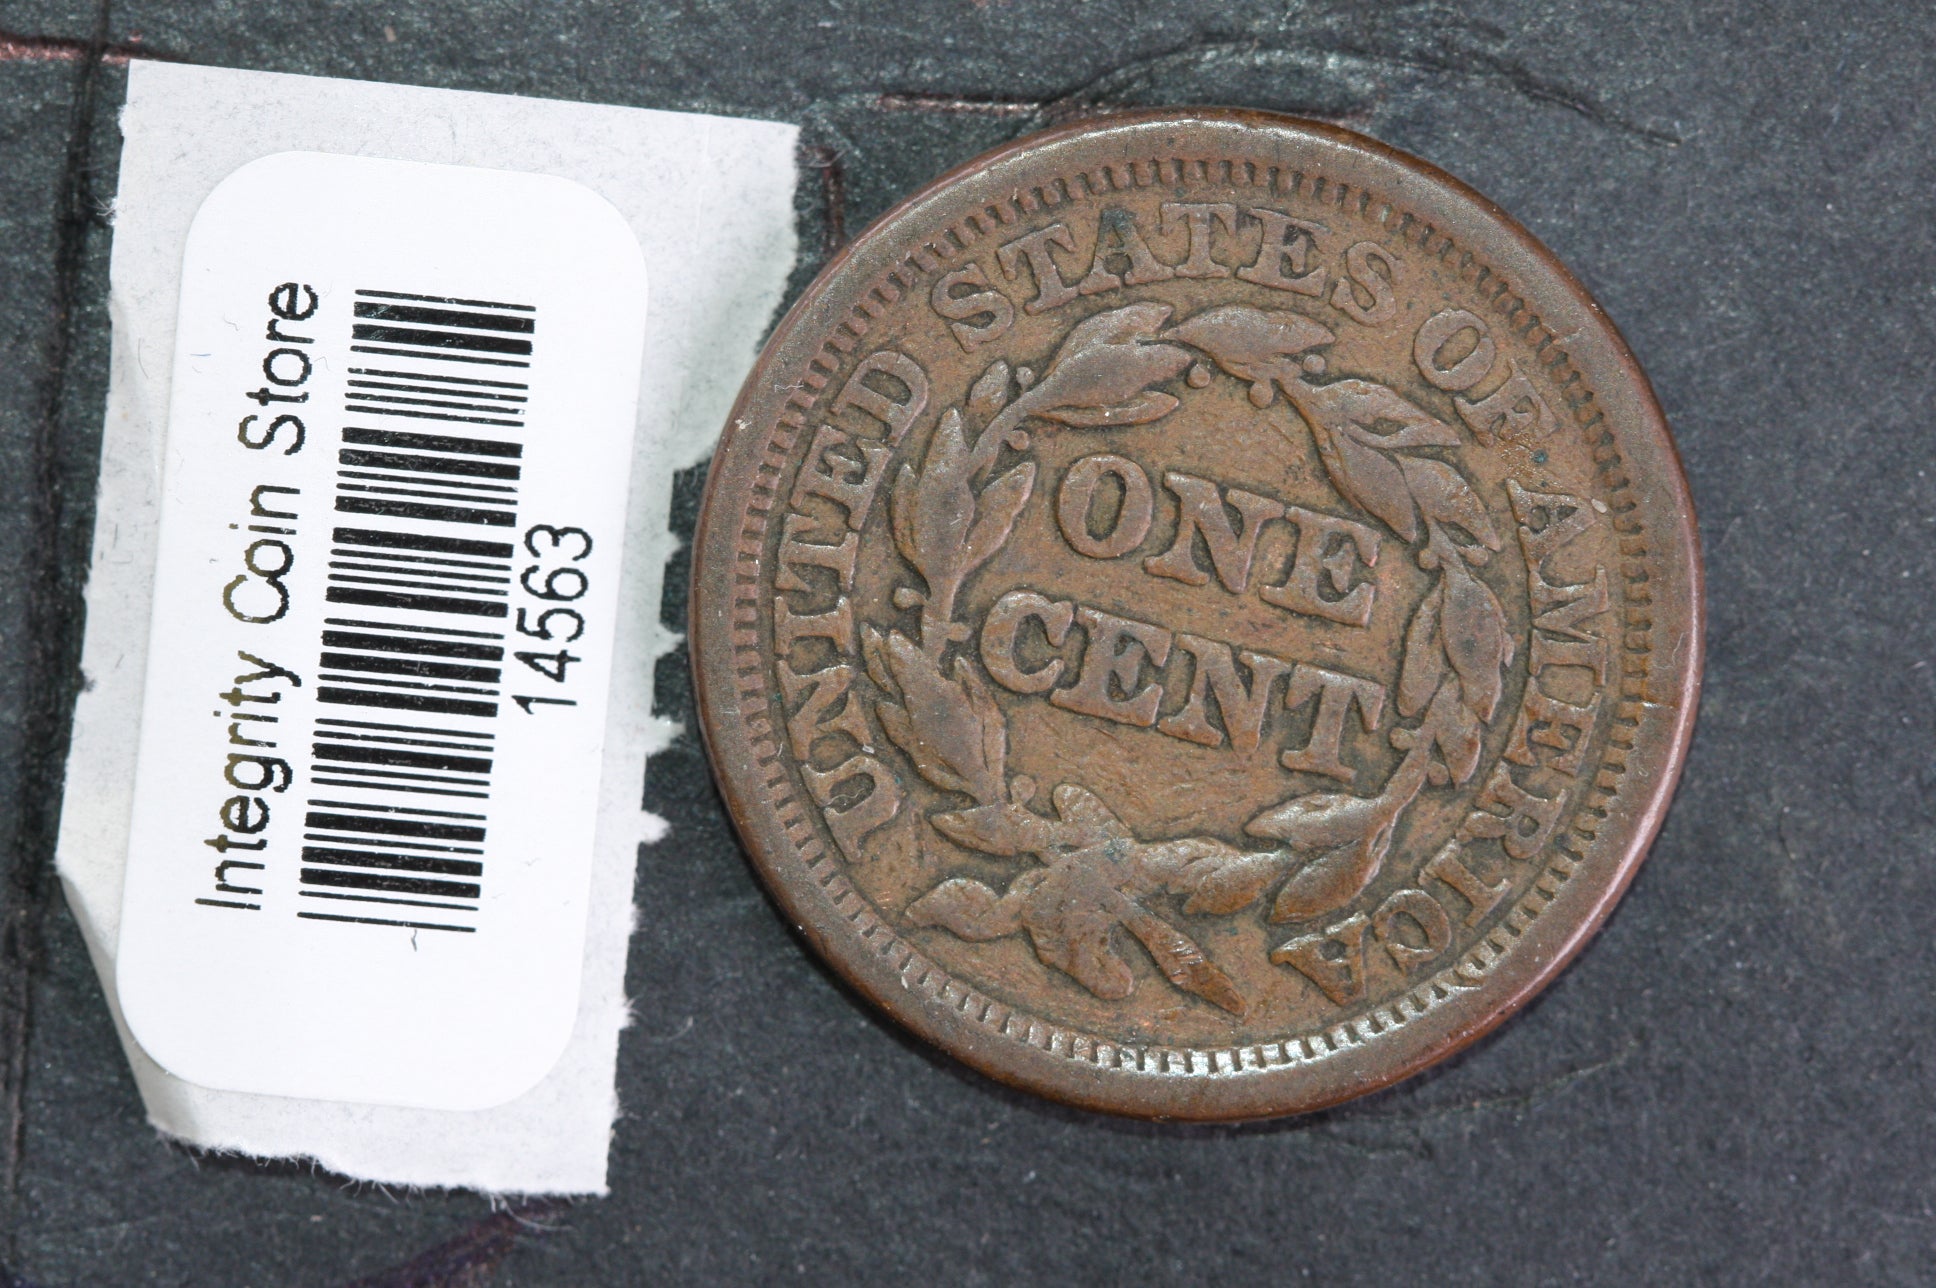 Integrity Coin Store
14563
UNITED STATES OF AMERICA
ONE
CENT